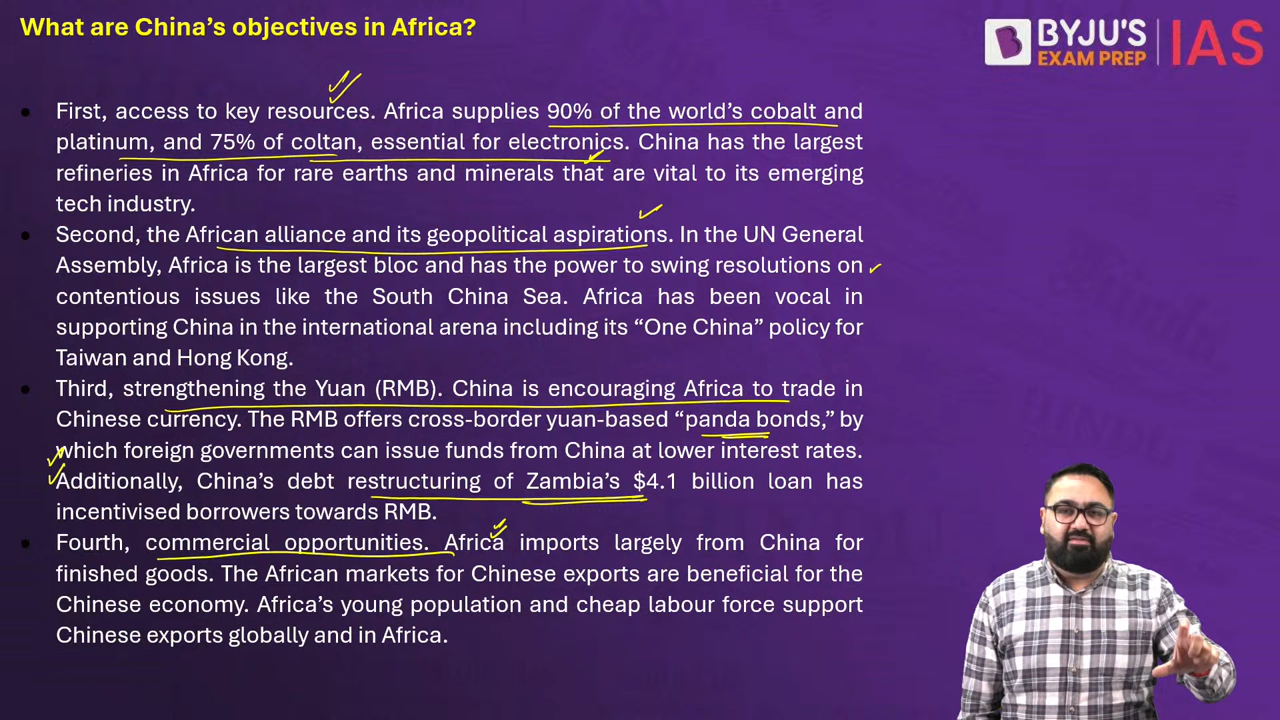 What are China's objectives in Africa?
BYJU'S
EXAM PREP
IAS
First, access to key resources. Africa supplies 90% of the world's cobalt and
platinum, and 75% of coltan, essential for electronics. China has the largest
refineries in Africa for rare earths and minerals that are vital to its emerging
tech industry.
Second, the African alliance and its geopolitical aspirations. In the UN General
Assembly, Africa is the largest bloc and has the power to swing resolutions on
contentious issues like the South China Sea. Africa has been vocal in
supporting China in the international arena including its “One China” policy for
Taiwan and Hong Kong.
Third, strengthening the Yuan (RMB). China is encouraging Africa to trade in
Chinese currency. The RMB offers cross-border yuan-based “panda bonds,” by
which foreign governments can issue funds from China at lower interest rates.
Additionally, China's debt restructuring of Zambia's $4.1 billion loan has
incentivised borrowers towards RMB.
Fourth, commercial opportunities. Africa imports largely from China for
finished goods. The African markets for Chinese exports are beneficial for the
Chinese economy. Africa's young population and cheap labour force support
Chinese exports globally and in Africa.